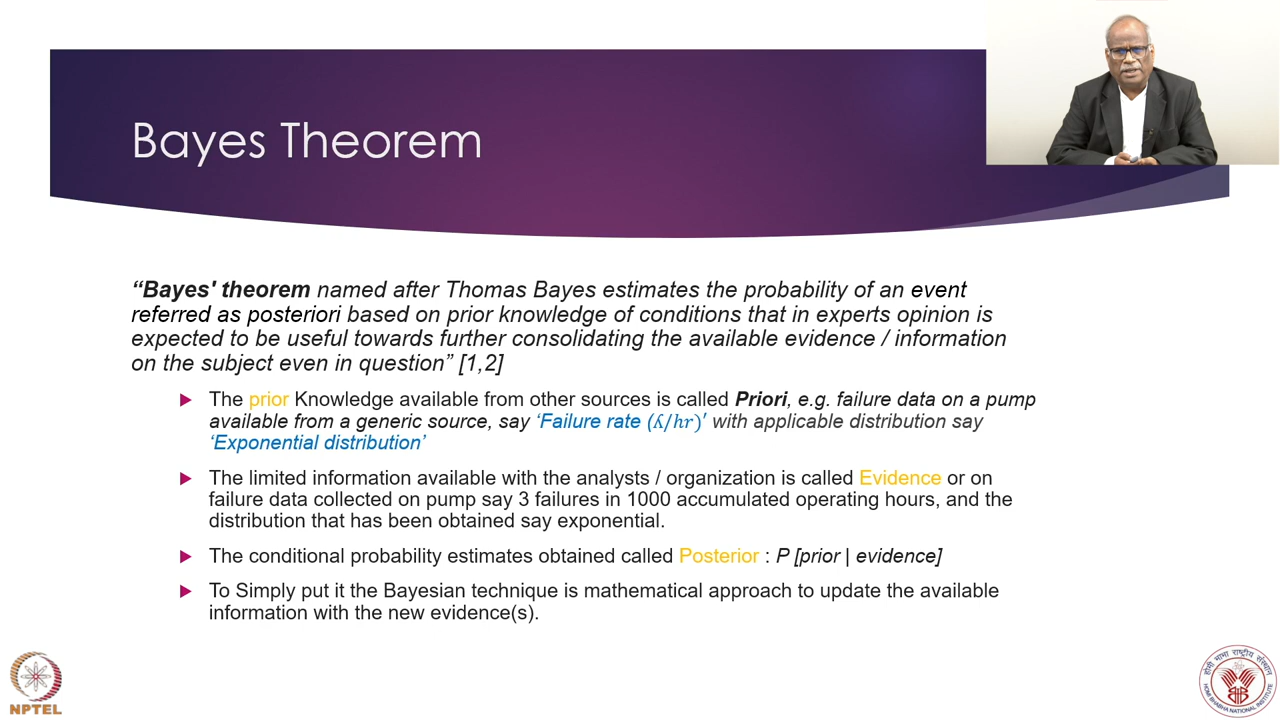 Bayes Theorem
“Bayes' theorem named after Thomas Bayes estimates the probability of an event
referred as posteriori based on prior knowledge of conditions that in experts opinion is
expected to be useful towards further consolidating the available evidence / information
on the subject even in question” [1,2]
The prior Knowledge available from other sources is called Priori, e.g. failure data on a pump
available from a generic source, say ‘Failure rate (ʎ/hr)’ with applicable distribution say
‘Exponential distribution’
The limited information available with the analysts / organization is called Evidence or on
failure data collected on pump say 3 failures in 1000 accumulated operating hours, and the
distribution that has been obtained say exponential.
The conditional probability estimates obtained called Posterior : P [prior | evidence]
To Simply put it the Bayesian technique is mathematical approach to update the available
information with the new evidence(s).
NPTEL
होमी भाभा राष्ट्रीय संस्थान
HOMI BHABHA NATIONAL INSTITUTE